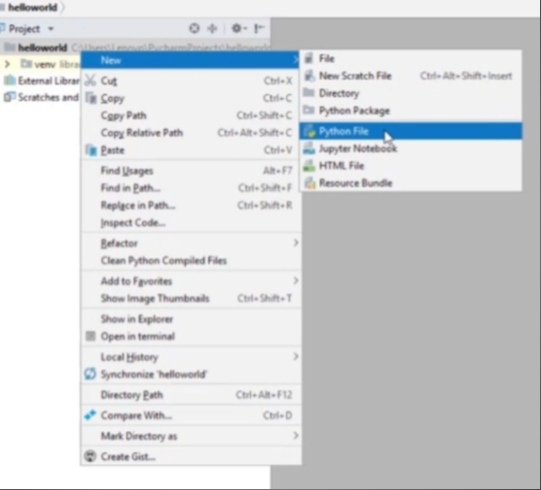 helloworld
Project
helloworld C:\Users\Lenovo\PycharmProjects\helloworld
venv
External Librar
Scratches and
New
Cut Ctrl+X
Copy Ctrl+C
Copy Path Ctrl+Shift+C
Copy Relative Path Ctrl+Alt+Shift+C
Paste Ctrl+V
Find Usages Alt+F7
Find in Path... Ctrl+Shift+F
Replace in Path... Ctrl+Shift+R
Inspect Code...
Refactor
Clean Python Compiled Files
Add to Favorites
Show Image Thumbnails Ctrl+Shift+T
Show in Explorer
Open in terminal
Local History
Synchronize 'helloworld'
Directory Path Ctrl+Alt+F12
Compare With... Ctrl+D
Mark Directory as
Create Gist...
File
New Scratch File Ctrl+Alt+Shift+Insert
Directory
Python Package
Python File
Jupyter Notebook
HTML File
Resource Bundle